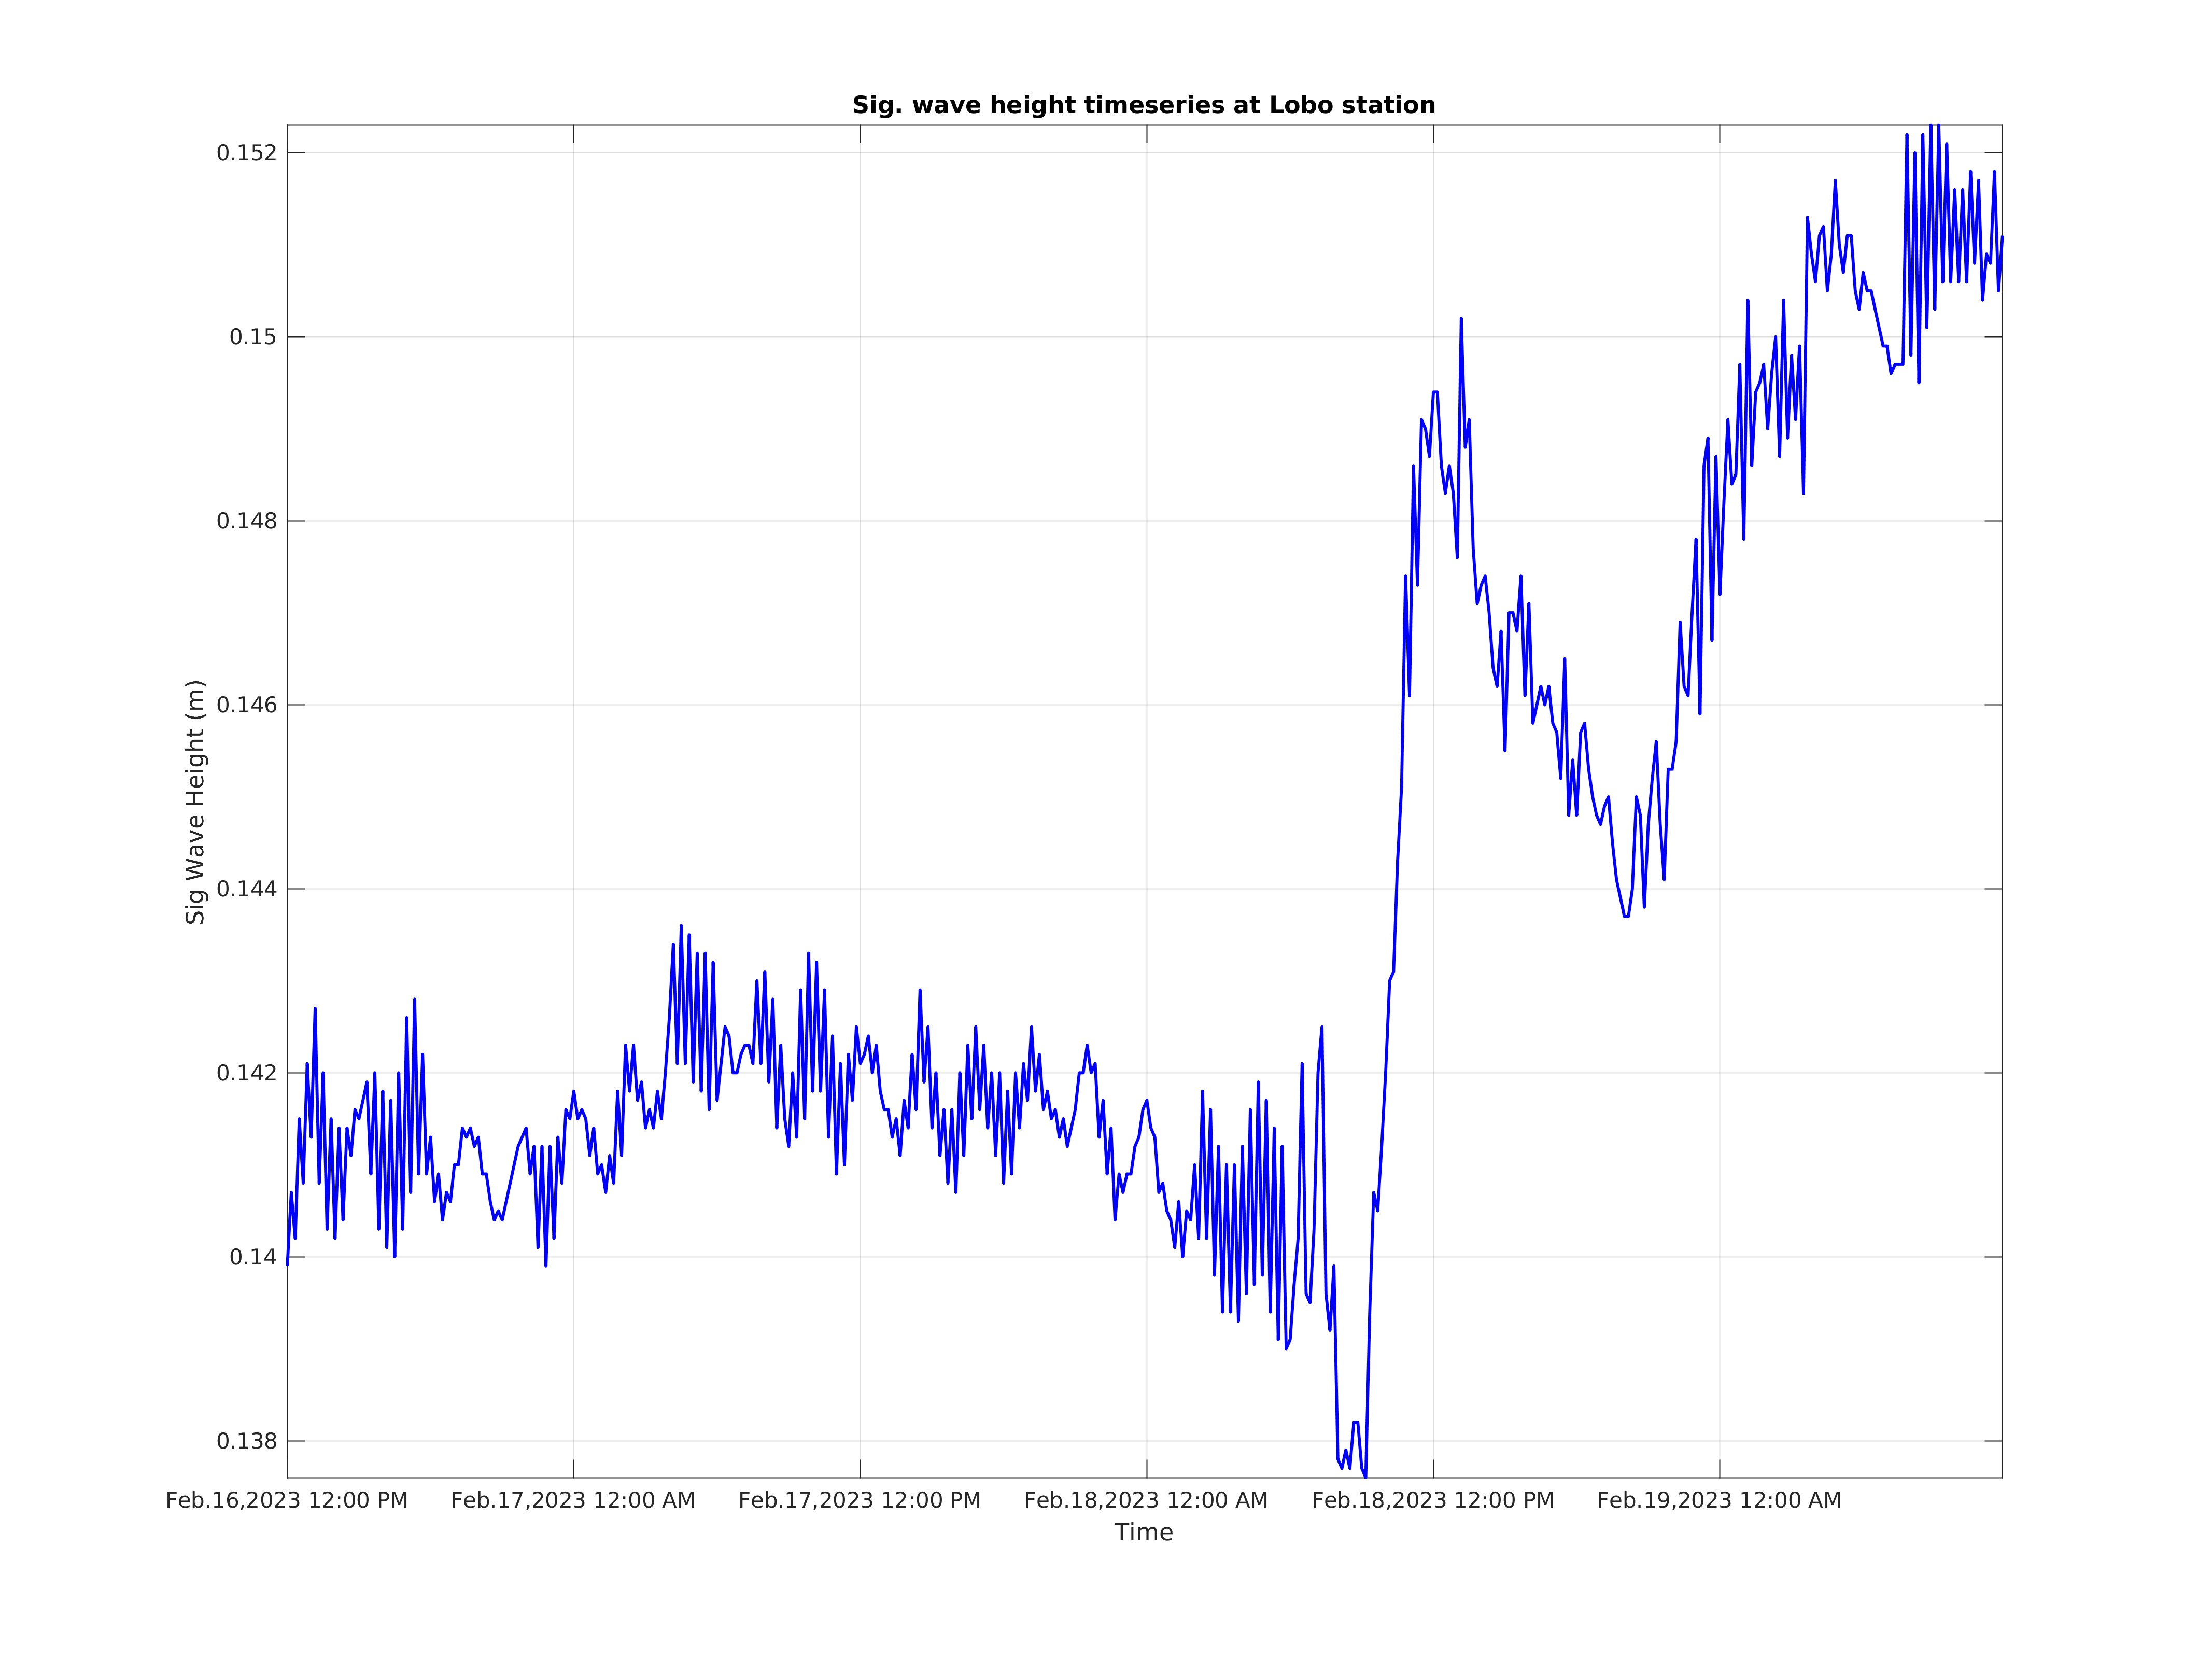 Sig. wave height timeseries at Lobo station
0.152
0.15
0.148
0.146
0.144
0.142
0.14
0.138
Sig Wave Height (m)
Feb.16,2023 12:00 PM Feb.17,2023 12:00 AM Feb.17,2023 12:00 PM Feb.18,2023 12:00 AM Feb.18,2023 12:00 PM Feb.19,2023 12:00 AM
Time